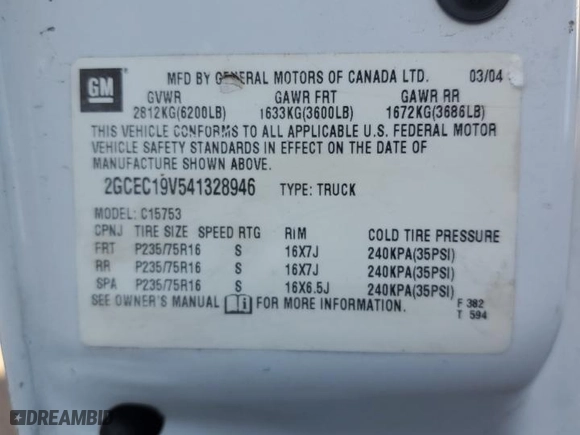 GM
MFD BY GENERAL MOTORS OF CANADA LTD. 03/04
GVWR GAWR FRT GAWR RR
2812KG(6200LB) 1633KG(3600LB) 1672KG(3686LB)
THIS VEHICLE CONFORMS TO ALL APPLICABLE U.S. FEDERAL MOTOR
VEHICLE SAFETY STANDARDS IN EFFECT ON THE DATE OF
MANUFACTURE SHOWN ABOVE.
2GCEC19V541328946 TYPE: TRUCK
MODEL: C15753
CPNJ TIRE SIZE SPEED RTG RIM COLD TIRE PRESSURE
FRT P235/75R16 S 16X7J 240KPA(35PSI)
RR P235/75R16 S 16X7J 240KPA(35PSI)
SPA P235/75R16 S 16X6.5J 240KPA(35PSI)
SEE OWNER'S MANUAL FOR MORE INFORMATION. F 382
T 594
DREAMBID